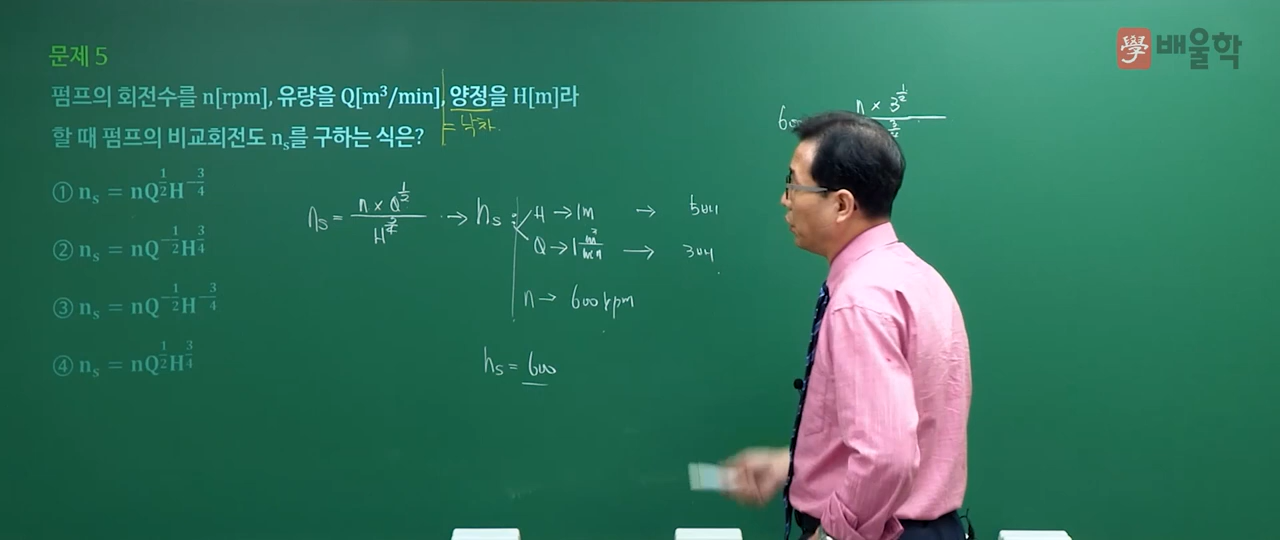 문제 5
펌프의 회전수를 n[rpm], 유량을 Q[m³/min], 양정을 H[m]라
= 낙차
할 때 펌프의 비교회전도 nₛ를 구하는 식은?
① nₛ = nQ^{1/2}H^{-3/4}
② nₛ = nQ^{-1/2}H^{3/4}
③ nₛ = nQ^{-1/2}H^{-3/4}
④ nₛ = nQ^{1/2}H^{3/4}
nₛ = n × Q^{1/2} / H^{3/4} → nₛ :
H → 1m → 5배
Q → 1 m³/min → 3배
n → 600rpm
nₛ = 600
n × 3^{1/2}
學 배울학